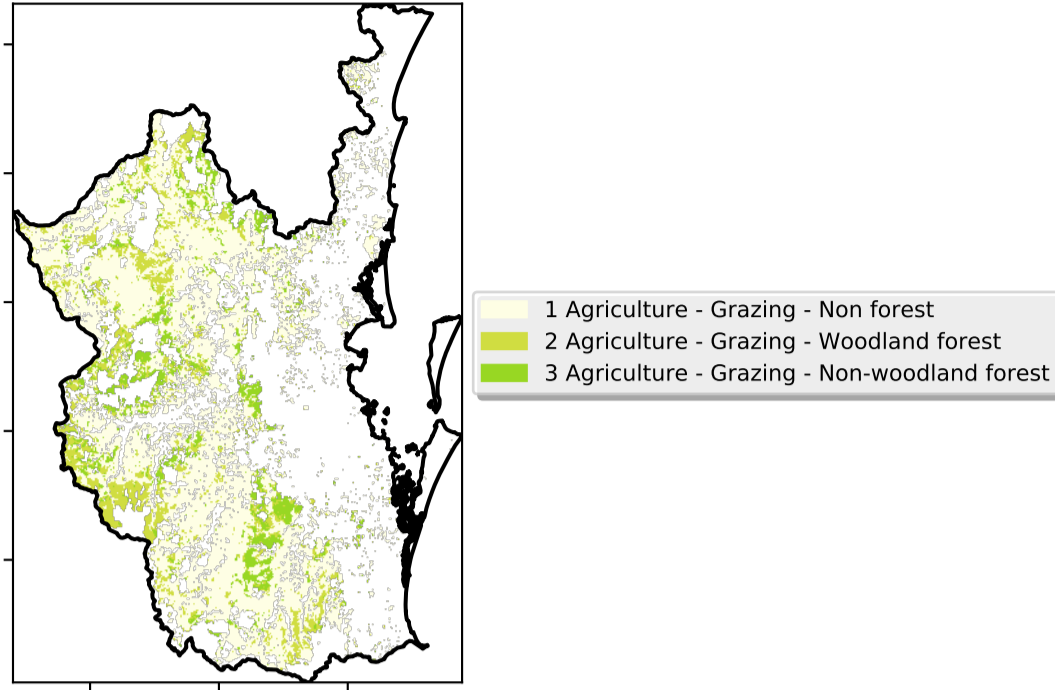 1 Agriculture - Grazing - Non forest
2 Agriculture - Grazing - Woodland forest
3 Agriculture - Grazing - Non-woodland forest